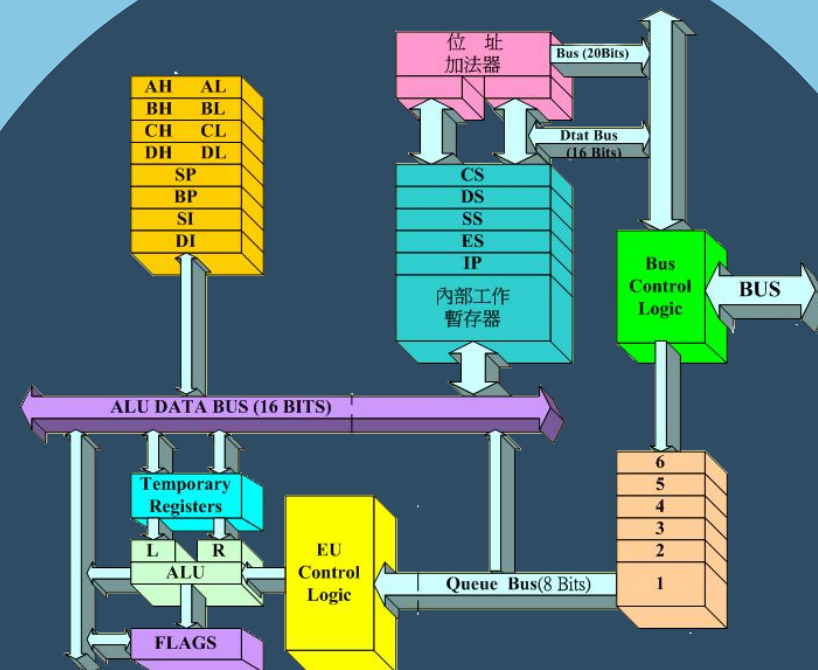 位 址
加法器
Bus (20Bits)
Dtat Bus
(16 Bits)
AH AL
BH BL
CH CL
DH DL
SP
BP
SI
DI
CS
DS
SS
ES
IP
內部工作
暫存器
Bus
Control
Logic
BUS
ALU DATA BUS (16 BITS)
Temporary
Registers
L R
ALU
FLAGS
EU
Control
Logic
Queue Bus(8 Bits)
6
5
4
3
2
1